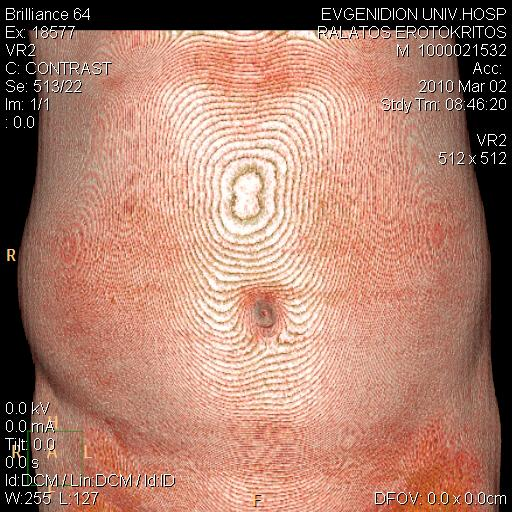 Brilliance 64
Ex: 18577
VR2
C: CONTRAST
Se: 513/22
Im: 1/1
: 0.0
EVGENIDION UNIV.HOSP
RALATOS EROTOKRITOS
M 1000021532
Acc:
2010 Mar 02
Stdy Tm: 08:46:20
VR2
512 x 512
R
0.0 kV
0.0 mA
Tilt: 0.0
0.0 s
Id:DCM / Lin:DCM / Id:ID
W:255 L:127
H
R A L
F
DFOV: 0.0 x 0.0cm